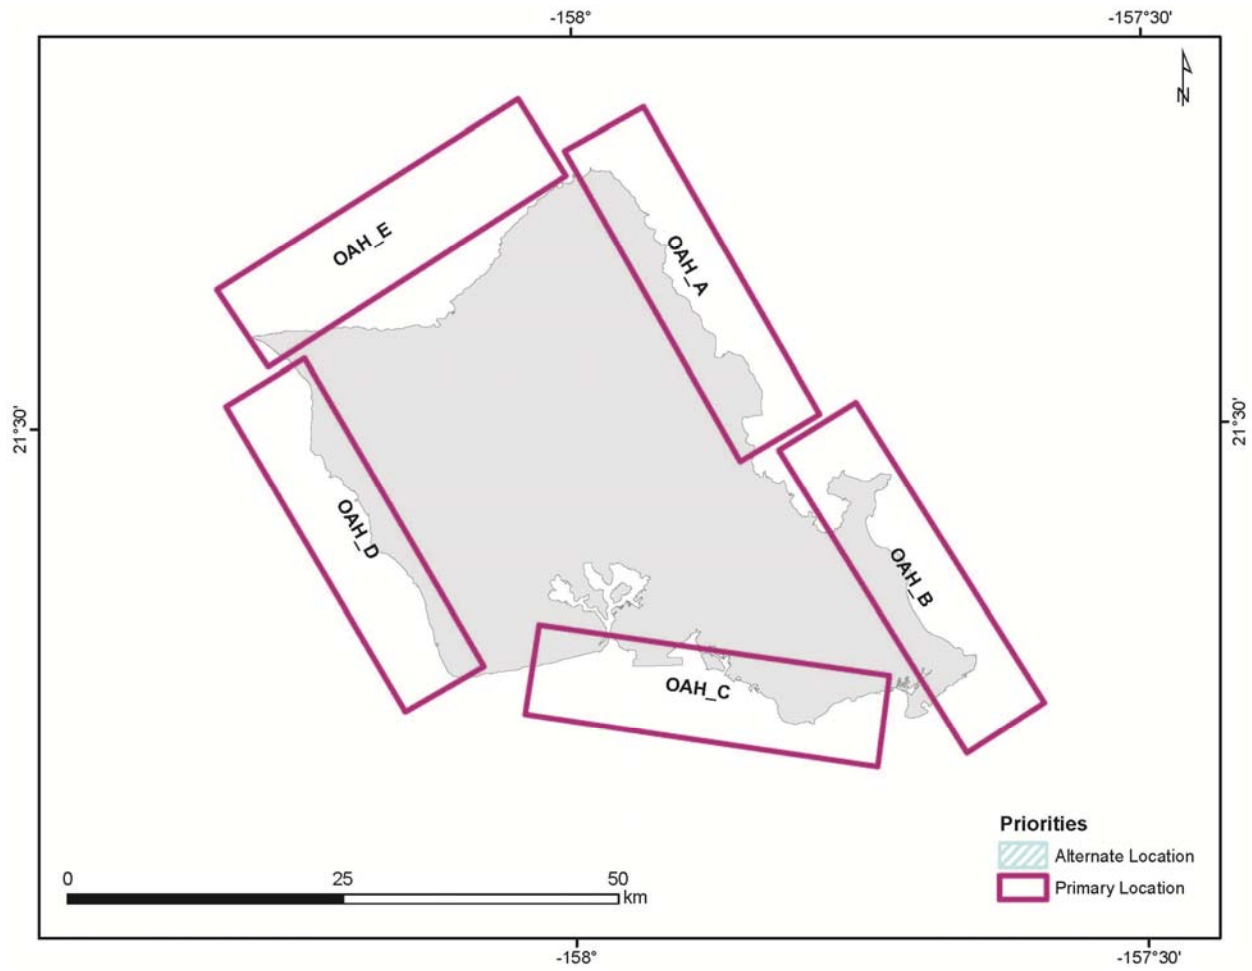 -158°
-157°30'
N
OAH_E
OAH_A
21°30'
21°30'
OAH_D
OAH_B
OAH_C
Priorities
Alternate Location
Primary Location
0
25
50
km
-158°
-157°30'